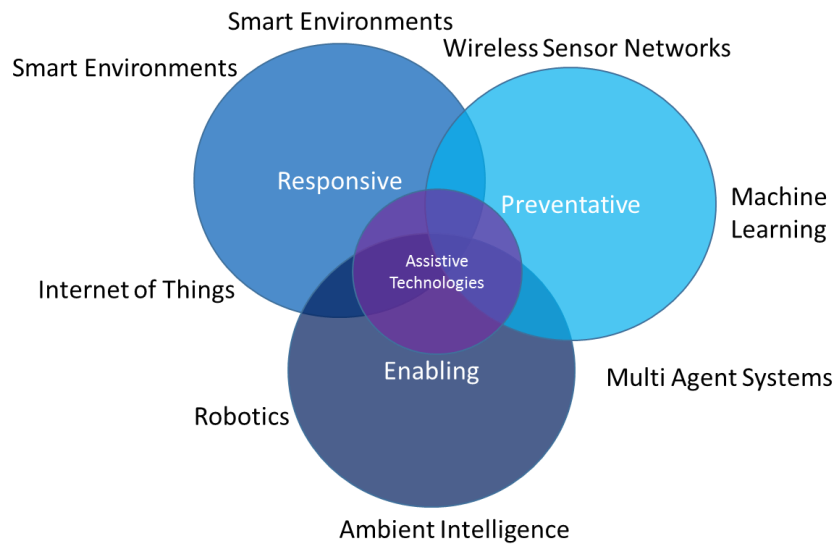 Smart Environments
Wireless Sensor Networks
Smart Environments
Responsive
Preventative
Machine
Learning
Assistive
Technologies
Internet of Things
Enabling
Multi Agent Systems
Robotics
Ambient Intelligence